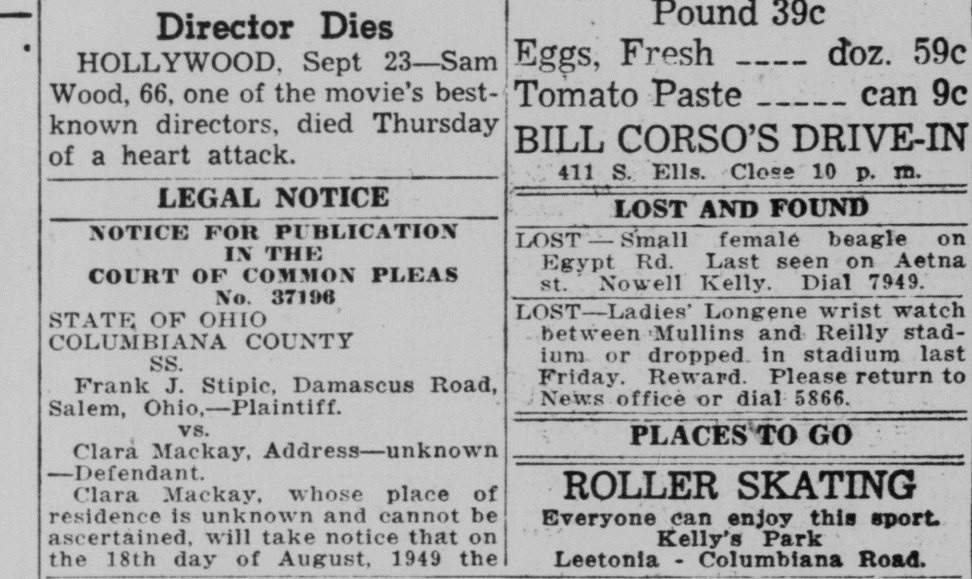 Director Dies
HOLLYWOOD, Sept 23—Sam
Wood, 66, one of the movie's best-
known directors, died Thursday
of a heart attack.
LEGAL NOTICE
NOTICE FOR PUBLICATION
IN THE
COURT OF COMMON PLEAS
No. 37196
STATE OF OHIO
COLUMBIANA COUNTY
SS.
Frank J. Stipic, Damascus Road,
Salem, Ohio,—Plaintiff.
vs.
Clara Mackay, Address—unknown
—Defendant.
Clara Mackay, whose place of
residence is unknown and cannot be
ascertained, will take notice that on
the 18th day of August, 1949 the
Pound 39c
Eggs, Fresh ---- doz. 59c
Tomato Paste ----- can 9c
BILL CORSO'S DRIVE-IN
411 S. Ells. Close 10 p. m.
LOST AND FOUND
LOST — Small female beagle on
Egypt Rd. Last seen on Aetna
st. Nowell Kelly. Dial 7949.
LOST—Ladies' Longene wrist watch
between Mullins and Reilly stad-
ium or dropped in stadium last
Friday. Reward. Please return to
News office or dial 5866.
PLACES TO GO
ROLLER SKATING
Everyone can enjoy this sport.
Kelly's Park
Leetonia - Columbiana Road.